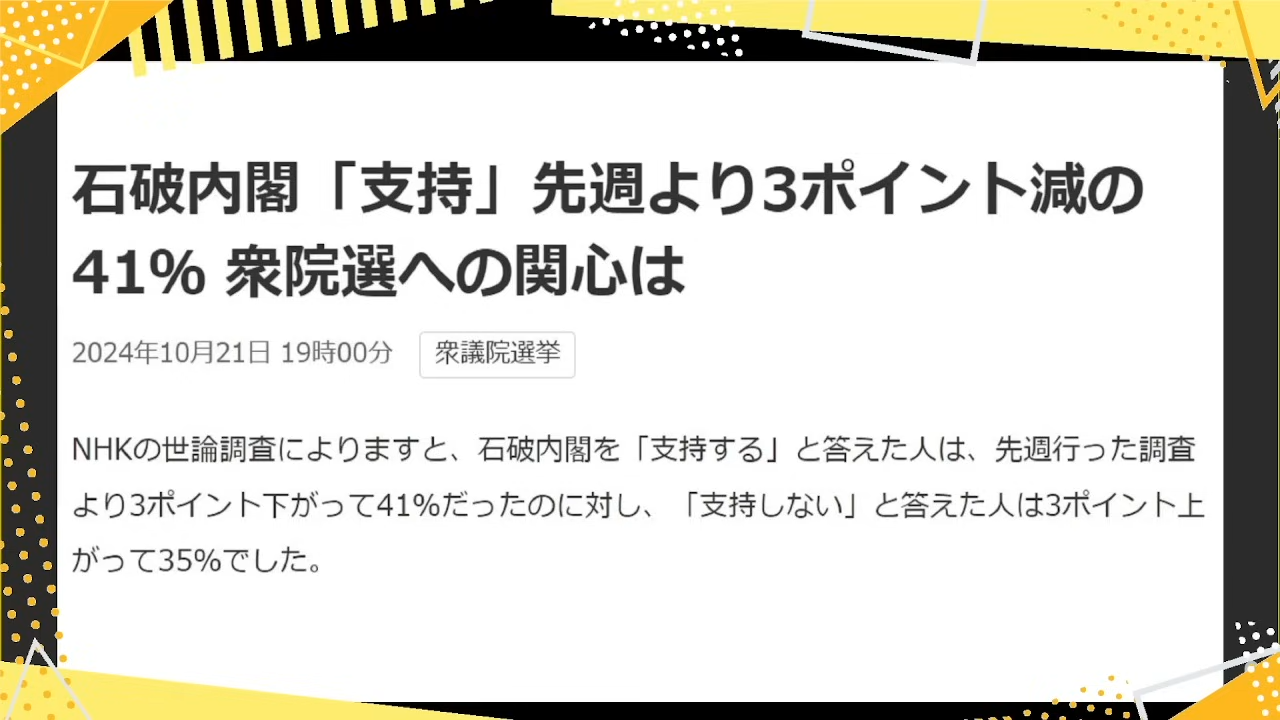 石破内閣「支持」先週より3ポイント減の
41% 衆院選への関心は
2024年10月21日 19時00分 衆議院選挙
NHKの世論調査によりますと、石破内閣を「支持する」と答えた人は、先週行った調査
より3ポイント下がって41%だったのに対し、「支持しない」と答えた人は3ポイント上
がって35%でした。